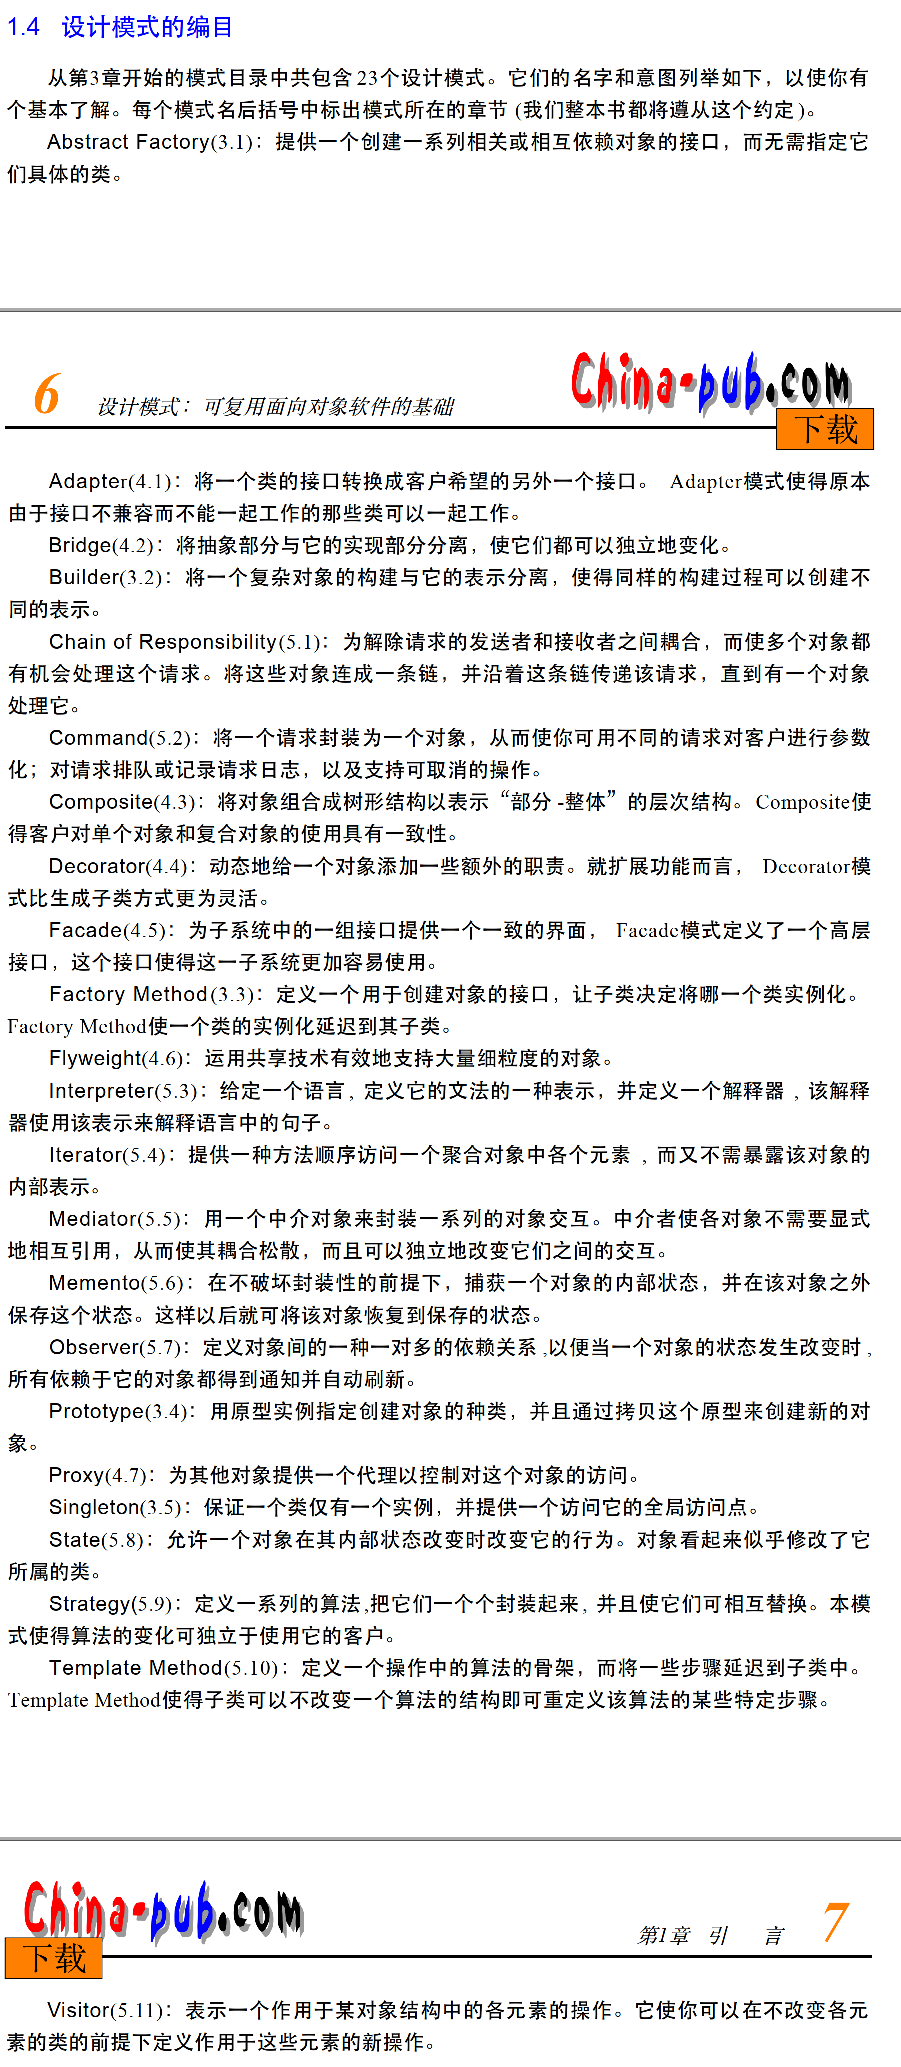 1.4 设计模式的编目
从第3章开始的模式目录中共包含23个设计模式。它们的名字和意图列举如下，以使你有
个基本了解。每个模式名后括号中标出模式所在的章节(我们整本书都将遵从这个约定)。
Abstract Factory(3.1)：提供一个创建一系列相关或相互依赖对象的接口，而无需指定它
们具体的类。
6 设计模式：可复用面向对象软件的基础
China-pub.com
下载
Adapter(4.1)：将一个类的接口转换成客户希望的另外一个接口。 Adapter模式使得原本
由于接口不兼容而不能一起工作的那些类可以一起工作。
Bridge(4.2)：将抽象部分与它的实现部分分离，使它们都可以独立地变化。
Builder(3.2)：将一个复杂对象的构建与它的表示分离，使得同样的构建过程可以创建不
同的表示。
Chain of Responsibility(5.1)：为解除请求的发送者和接收者之间耦合，而使多个对象都
有机会处理这个请求。将这些对象连成一条链，并沿着这条链传递该请求，直到有一个对象
处理它。
Command(5.2)：将一个请求封装为一个对象，从而使你可用不同的请求对客户进行参数
化；对请求排队或记录请求日志，以及支持可取消的操作。
Composite(4.3)：将对象组合成树形结构以表示“部分-整体”的层次结构。Composite使
得客户对单个对象和复合对象的使用具有一致性。
Decorator(4.4)：动态地给一个对象添加一些额外的职责。就扩展功能而言， Decorator模
式比生成子类方式更为灵活。
Facade(4.5)：为子系统中的一组接口提供一个一致的界面， Facade模式定义了一个高层
接口，这个接口使得这一子系统更加容易使用。
Factory Method(3.3)：定义一个用于创建对象的接口，让子类决定将哪一个类实例化。
Factory Method使一个类的实例化延迟到其子类。
Flyweight(4.6)：运用共享技术有效地支持大量细粒度的对象。
Interpreter(5.3)：给定一个语言, 定义它的文法的一种表示，并定义一个解释器, 该解释
器使用该表示来解释语言中的句子。
Iterator(5.4)：提供一种方法顺序访问一个聚合对象中各个元素, 而又不需暴露该对象的
内部表示。
Mediator(5.5)：用一个中介对象来封装一系列的对象交互。中介者使各对象不需要显式
地相互引用，从而使其耦合松散，而且可以独立地改变它们之间的交互。
Memento(5.6)：在不破坏封装性的前提下，捕获一个对象的内部状态，并在该对象之外
保存这个状态。这样以后就可将该对象恢复到保存的状态。
Observer(5.7)：定义对象间的一种一对多的依赖关系,以便当一个对象的状态发生改变时,
所有依赖于它的对象都得到通知并自动刷新。
Prototype(3.4)：用原型实例指定创建对象的种类，并且通过拷贝这个原型来创建新的对
象。
Proxy(4.7)：为其他对象提供一个代理以控制对这个对象的访问。
Singleton(3.5)：保证一个类仅有一个实例，并提供一个访问它的全局访问点。
State(5.8)：允许一个对象在其内部状态改变时改变它的行为。对象看起来似乎修改了它
所属的类。
Strategy(5.9)：定义一系列的算法,把它们一个个封装起来, 并且使它们可相互替换。本模
式使得算法的变化可独立于使用它的客户。
Template Method(5.10)：定义一个操作中的算法的骨架，而将一些步骤延迟到子类中。
Template Method使得子类可以不改变一个算法的结构即可重定义该算法的某些特定步骤。
China-pub.com
下载
第1章 引 言 7
Visitor(5.11)：表示一个作用于某对象结构中的各元素的操作。它使你可以在不改变各元
素的类的前提下定义作用于这些元素的新操作。